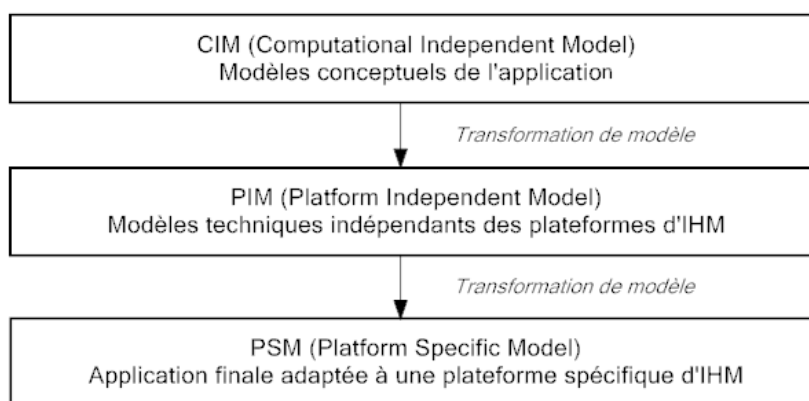 CIM (Computational Independent Model)
Modèles conceptuels de l'application
Transformation de modèle
PIM (Platform Independent Model)
Modèles techniques indépendants des plateformes d'IHM
Transformation de modèle
PSM (Platform Specific Model)
Application finale adaptée à une plateforme spécifique d'IHM